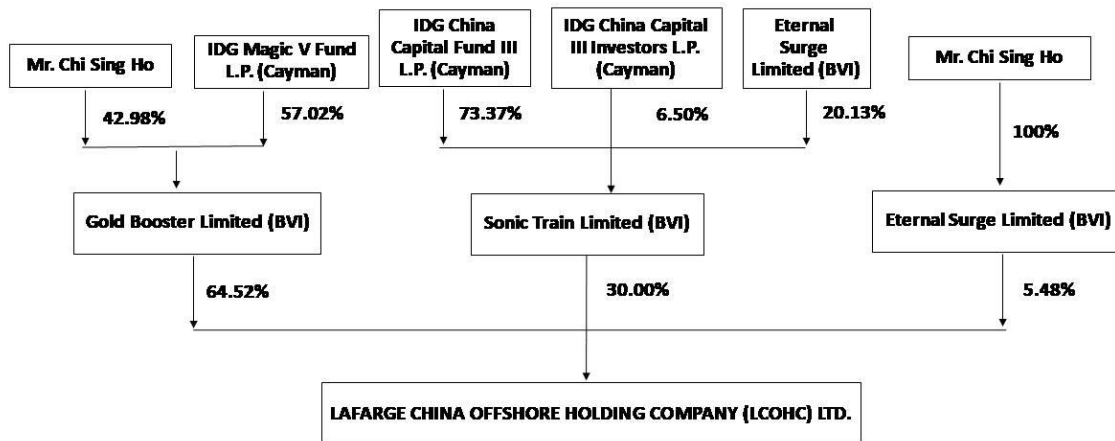 Mr. Chi Sing Ho
IDG Magic V Fund
L.P. (Cayman)
IDG China
Capital Fund III
L.P. (Cayman)
IDG China Capital
III Investors L.P.
(Cayman)
Eternal
Surge
Limited (BVI)
Mr. Chi Sing Ho
42.98%
57.02%
73.37%
6.50%
20.13%
100%
Gold Booster Limited (BVI)
Sonic Train Limited (BVI)
Eternal Surge Limited (BVI)
64.52%
30.00%
5.48%
LAFARGE CHINA OFFSHORE HOLDING COMPANY (LCOHC) LTD.